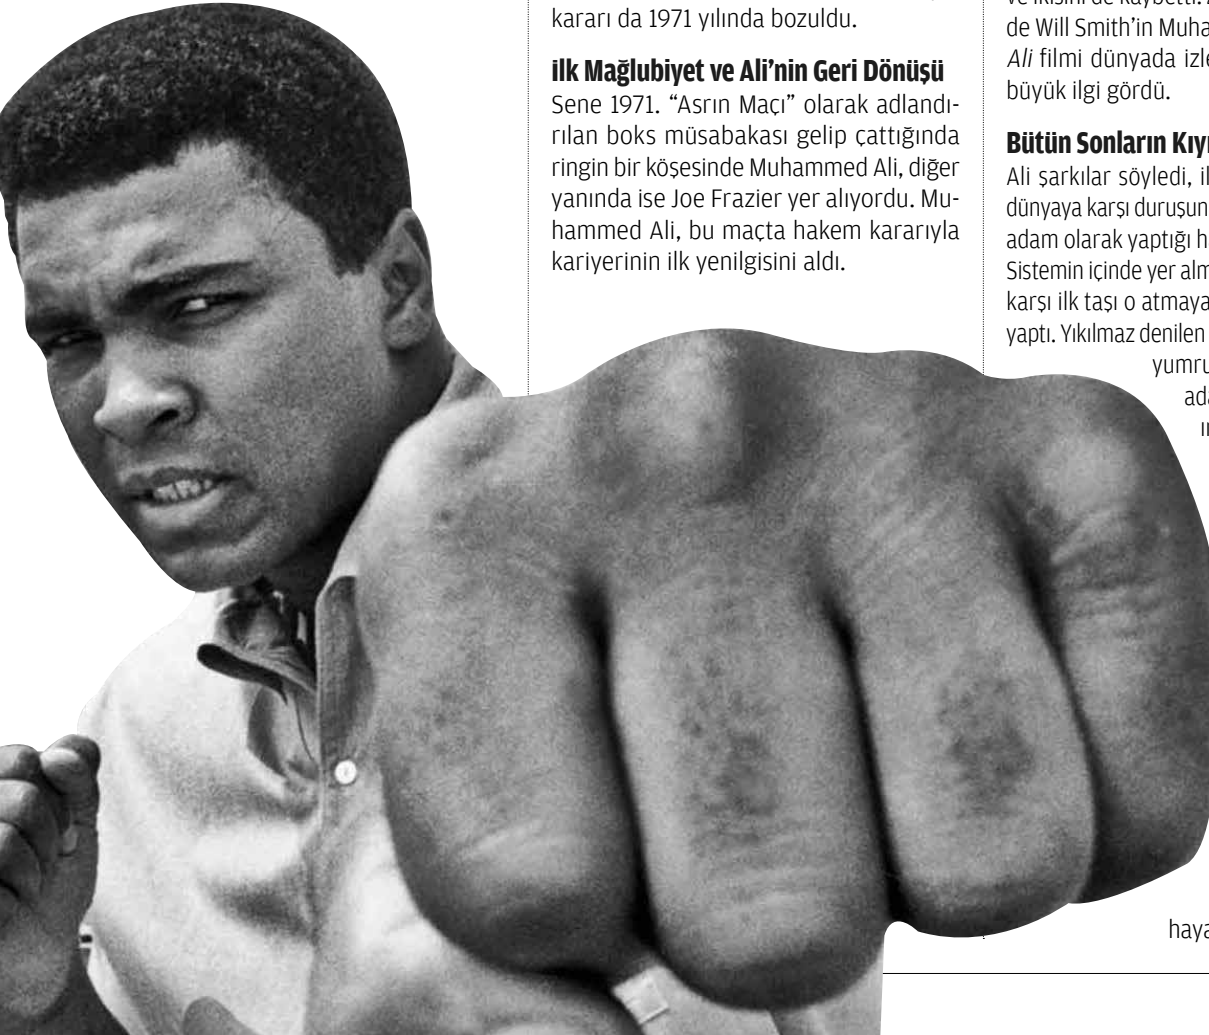 kararı da 1971 yılında bozuldu.
İlk Mağlubiyet ve Ali’nin Geri Dönüşü
Sene 1971. “Asrın Maçı” olarak adlandı-
rılan boks müsabakası gelip çattığında
ringin bir köşesinde Muhammed Ali, diğer
yanında ise Joe Frazier yer alıyordu. Mu-
hammed Ali, bu maçta hakem kararıyla
kariyerinin ilk yenilgisini aldı.
de Will Smith’in Muha
Ali filmi dünyada izle
büyük ilgi gördü.
Bütün Sonların Kıy
Ali şarkılar söyledi, il
dünyaya karşı duruşun
adam olarak yaptığı h
Sistemin içinde yer alm
karşı ilk taşı o atmaya
yaptı. Yıkılmaz denilen
yumru
ada
haya